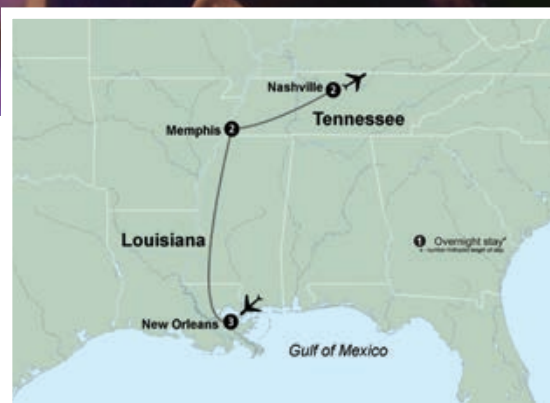 Nashville 2
Tennessee
Memphis 2
Louisiana
1 Overnight stay*
New Orleans 3
Gulf of Mexico